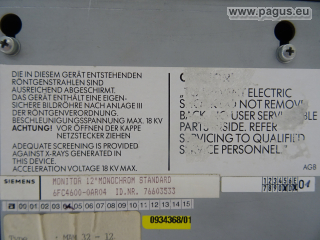 © www.pagus.eu
DIE IN DIESEM GERÄT ENTSTEHENDEN
RÖNTGENSTRAHLEN SIND
AUSREICHEND ABGESCHIRMT.
DAS GERÄT ENTHÄLT EINE EIGEN-
SICHERE BILDRÖHRE NACH ANLAGE III
DER RÖNTGENVERORDNUNG.
BESCHLEUNIGUNGSSPANNUNG MAX. 18 KV
ACHTUNG! VOR ÖFFNEN DER KAPPE
NETZSTECKER ZIEHEN
ADEQUATE SCREENING IS PROVIDED
AGAINST X-RAYS GENERATED IN
THIS DEVICE.
ACCELERATION VOLTAGE MAX. 18 KV
ELECTRIC
DO NOT REMOVE
USER
PARTS INSIDE. REFER
SERVICING TO QUALIFIED
SERVICE PERSONNEL.
AGB
SIEMENS MONITOR 12" MONOCHROM STANDARD
6FC4600-0AR04 ID.NR. 76603533
00 01 02 03 04 05 06 07 08 09 10 11 12 13 14 15
0934368/01